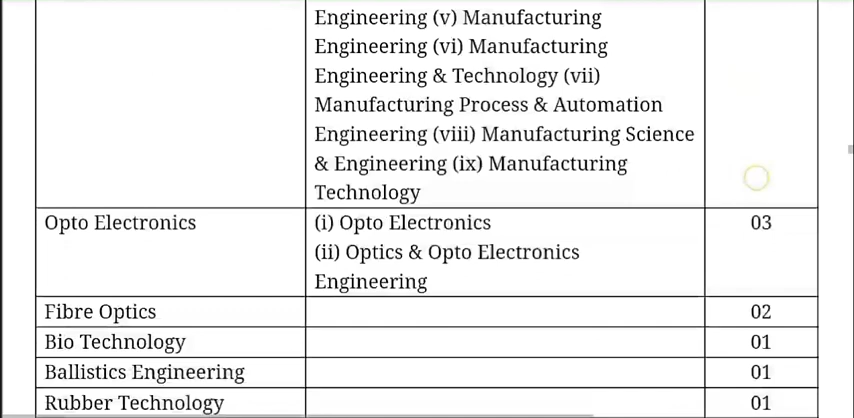 Engineering (v) Manufacturing
Engineering (vi) Manufacturing
Engineering & Technology (vii)
Manufacturing Process & Automation
Engineering (viii) Manufacturing Science
& Engineering (ix) Manufacturing
Technology
Opto Electronics (i) Opto Electronics 03
(ii) Optics & Opto Electronics
Engineering
Fibre Optics 02
Bio Technology 01
Ballistics Engineering 01
Rubber Technology 01